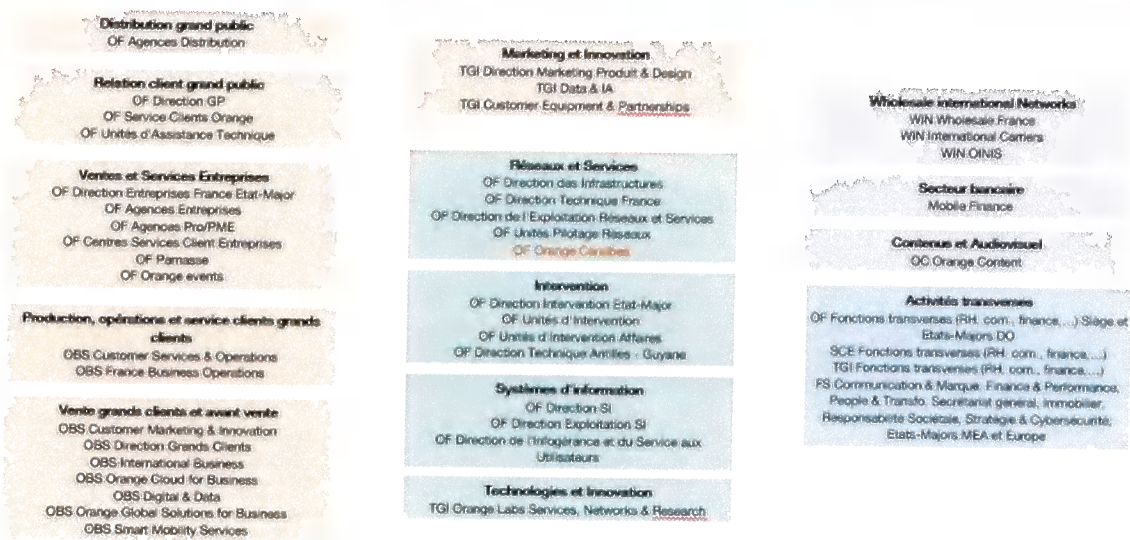 Distribution grand public
OF Agences Distribution
Relation client grand public
OF Direction GP
OF Service Clients Orange
OF Unités d'Assistance Technique
Ventes et Services Entreprises
OF Direction Entreprises France Etat-Major
OF Agences Entreprises
OF Agences Pro/PME
OF Centres Services Client Entreprises
OF Parnasse
OF Orange events
Production, opérations et service clients grands
clients
OBS Customer Services & Operations
OBS France Business Operations
Vente grands clients et avant vente
OBS Customer Marketing & Innovation
OBS Direction Grands Clients
OBS International Business
OBS Orange Cloud for Business
OBS Digital & Data
OBS Orange Global Solutions for Business
OBS Smart Mobility Services
Marketing et Innovation
TGI Direction Marketing Produit & Design
TGI Data & IA
TGI Customer Equipment & Partnerships
Réseaux et Services
OF Direction des Infrastructures
OF Direction Technique France
OF Direction de l'Exploitation Réseaux et Services
OF Unités Pilotage Réseaux
OF Orange Caraïbes
Intervention
OF Direction Intervention Etat-Major
OF Unités d'Intervention
OF Unités d'Intervention Affaires
OF Direction Technique Antilles - Guyane
Systèmes d'information
OF Direction SI
OF Direction Exploitation SI
OF Direction de l'Infogérance et du Service aux
Utilisateurs
Technologies et Innovation
TGI Orange Labs Services, Networks & Research
Wholesale international Networks
WIN Wholesale France
WIN International Carriers
WIN OINIS
Secteur bancaire
Mobile Finance
Contenus et Audiovisuel
OC Orange Content
Activités transverses
OF Fonctions transverses (RH, com., finance,...) Siège et
Etats-Majors DO
SCE Fonctions transverses (RH, com., finance,...)
TGI Fonctions transverses (RH, com., finance,...)
FS Communication & Marque, Finance & Performance,
People & Transfo, Secrétariat général, Immobilier,
Responsabilité Sociétale, Stratégie & Cybersécurité,
Etats-Majors MEA et Europe